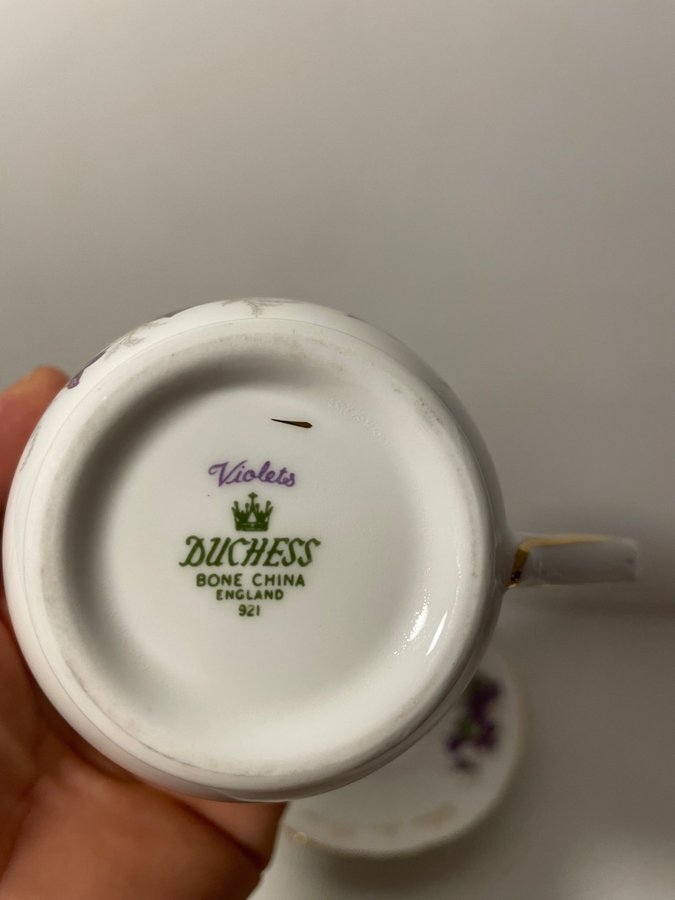 Violets
DUCHESS
BONE CHINA
ENGLAND
921